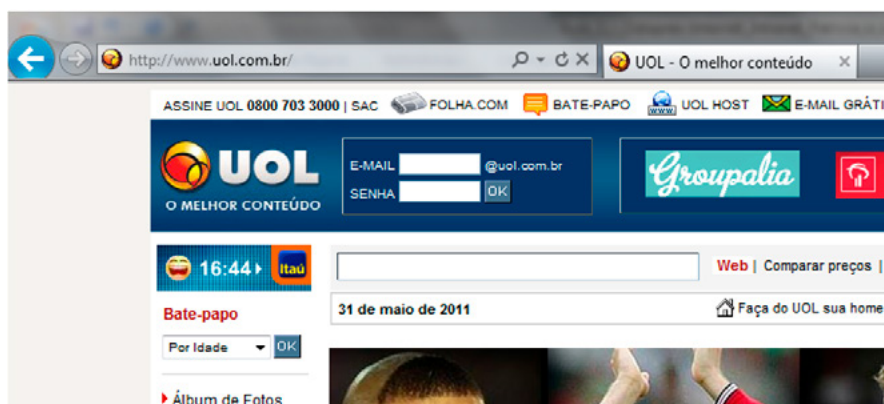 http://www.uol.com.br/
UOL - O melhor conteúdo
ASSINE UOL 0800 703 3000 | SAC FOLHA.COM BATE-PAPO UOL HOST E-MAIL GRÁTI
UOL
O MELHOR CONTEÚDO
E-MAIL @uol.com.br
SENHA OK
Groupalia
16:44 Itaú
Web | Comparar preços |
Bate-papo
31 de maio de 2011
Faça do UOL sua home
Por Idade OK
Álbum de Fotos